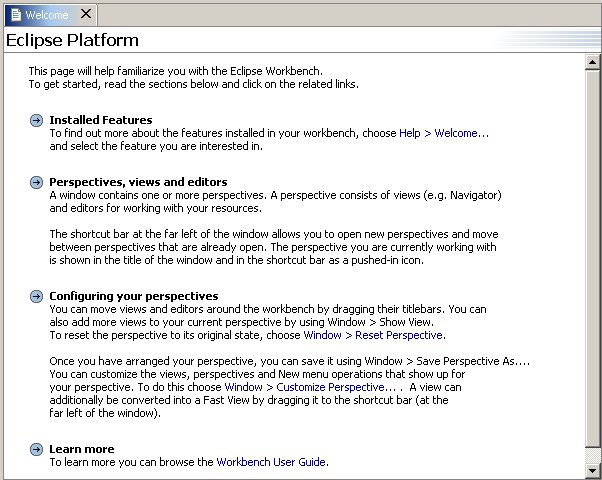 Welcome
Eclipse Platform
This page will help familiarize you with the Eclipse Workbench.
To get started, read the sections below and click on the related links.
Installed Features
To find out more about the features installed in your workbench, choose Help > Welcome...
and select the feature you are interested in.
Perspectives, views and editors
A window contains one or more perspectives. A perspective consists of views (e.g. Navigator)
and editors for working with your resources.
The shortcut bar at the far left of the window allows you to open new perspectives and move
between perspectives that are already open. The perspective you are currently working with
is shown in the title of the window and in the shortcut bar as a pushed-in icon.
Configuring your perspectives
You can move views and editors around the workbench by dragging their titlebars. You can
also add more views to your current perspective by using Window > Show View.
To reset the perspective to its original state, choose Window > Reset Perspective.
Once you have arranged your perspective, you can save it using Window > Save Perspective As....
You can customize the views, perspectives and New menu operations that show up for
your perspective. To do this choose Window > Customize Perspective... . A view can
additionally be converted into a Fast View by dragging it to the shortcut bar (at the
far left of the window).
Learn more
To learn more you can browse the Workbench User Guide.